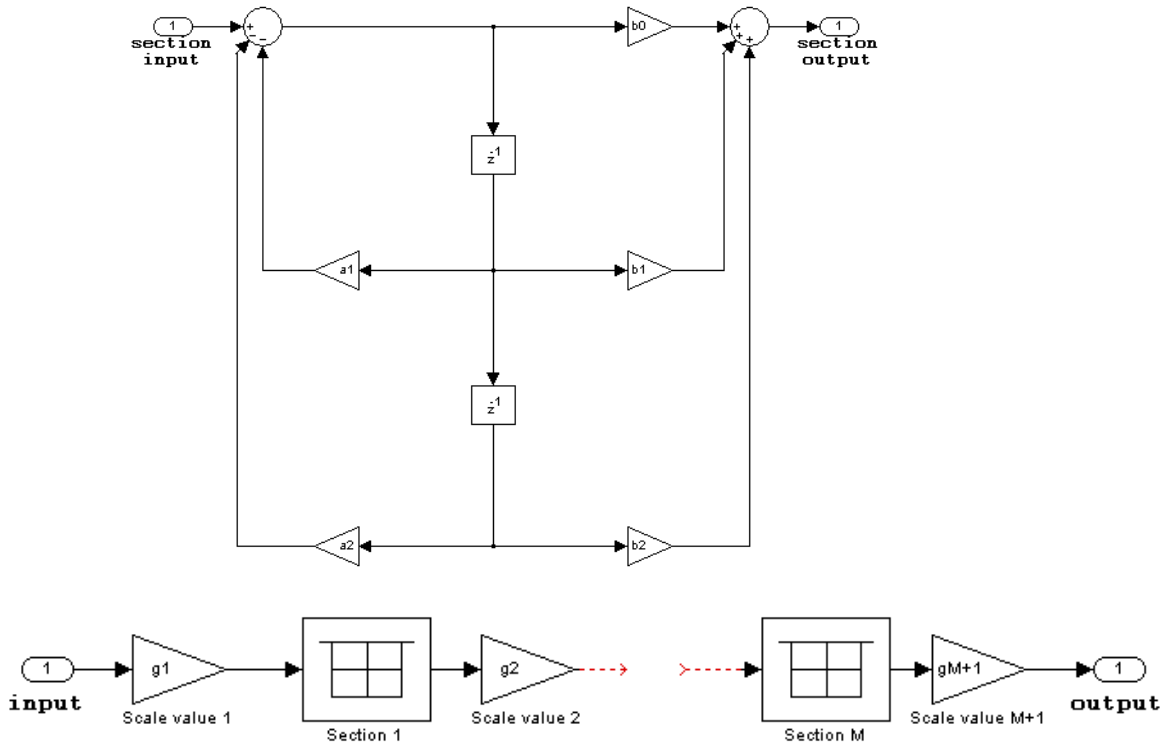 1
section
input
+
−
−
b0
+
+
+
1
section
output
z-1
a1
b1
z-1
a2
b2
1
input
g1
Scale value 1
Section 1
g2
Scale value 2
Section M
gM+1
Scale value M+1
1
output